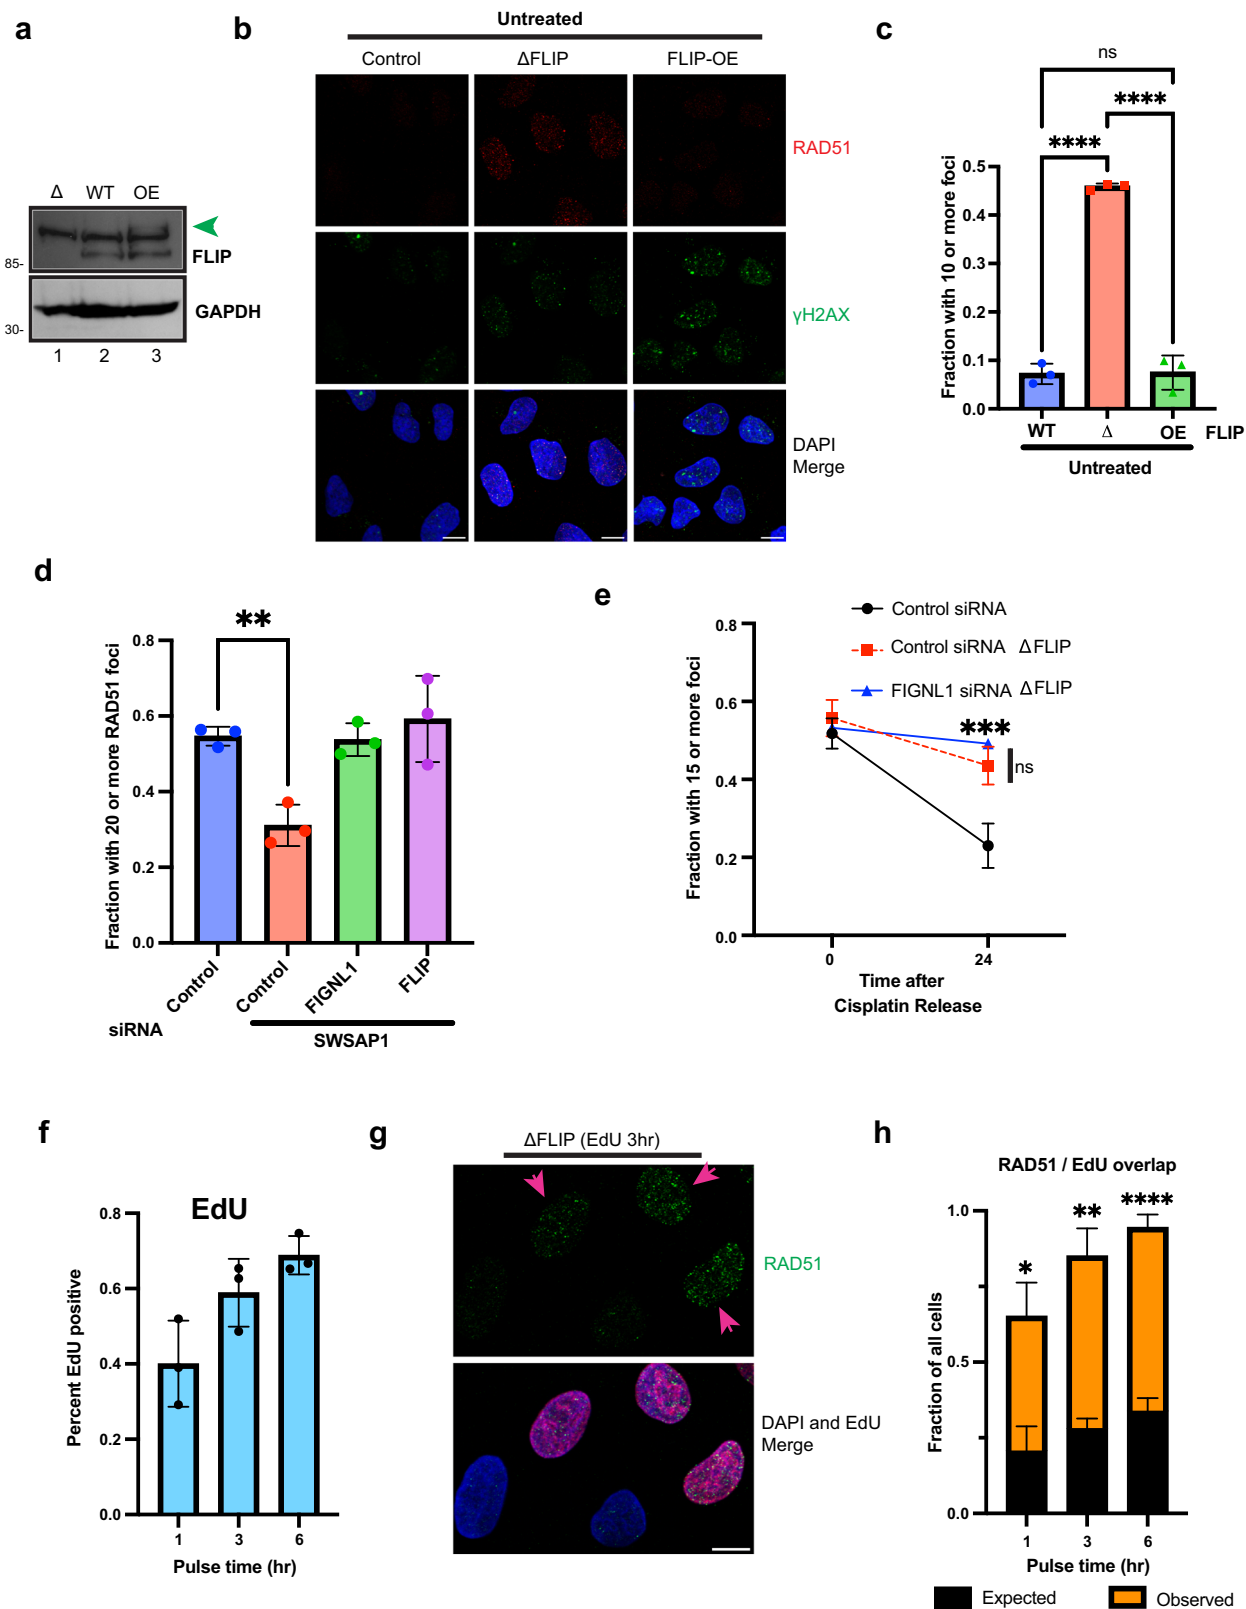 a
Δ WT OE
FLIP
85-
GAPDH
30-
1 2 3
b
Untreated
Control ΔFLIP FLIP-OE
RAD51
γH2AX
DAPI
Merge
c
ns
****
****
Fraction with 10 or more foci
0.5
0.4
0.3
0.2
0.1
0.0
WT Δ OE FLIP
Untreated
d
**
Fraction with 20 or more RAD51 foci
0.8
0.6
0.4
0.2
0.0
Control Control FIGNL1 FLIP
siRNA
SWSAP1
e
Control siRNA
Control siRNA ΔFLIP
FIGNL1 siRNA ΔFLIP
Fraction with 15 or more foci
0.8
0.6
0.4
0.2
0.0
***
ns
0 24
Time after
Cisplatin Release
f
EdU
Percent EdU positive
0.8
0.6
0.4
0.2
0.0
1 3 6
Pulse time (hr)
g
ΔFLIP (EdU 3hr)
RAD51
DAPI and EdU
Merge
h
RAD51 / EdU overlap
* ** ****
Fraction of all cells
1.0
0.5
0.0
1 3 6
Pulse time (hr)
Expected Observed